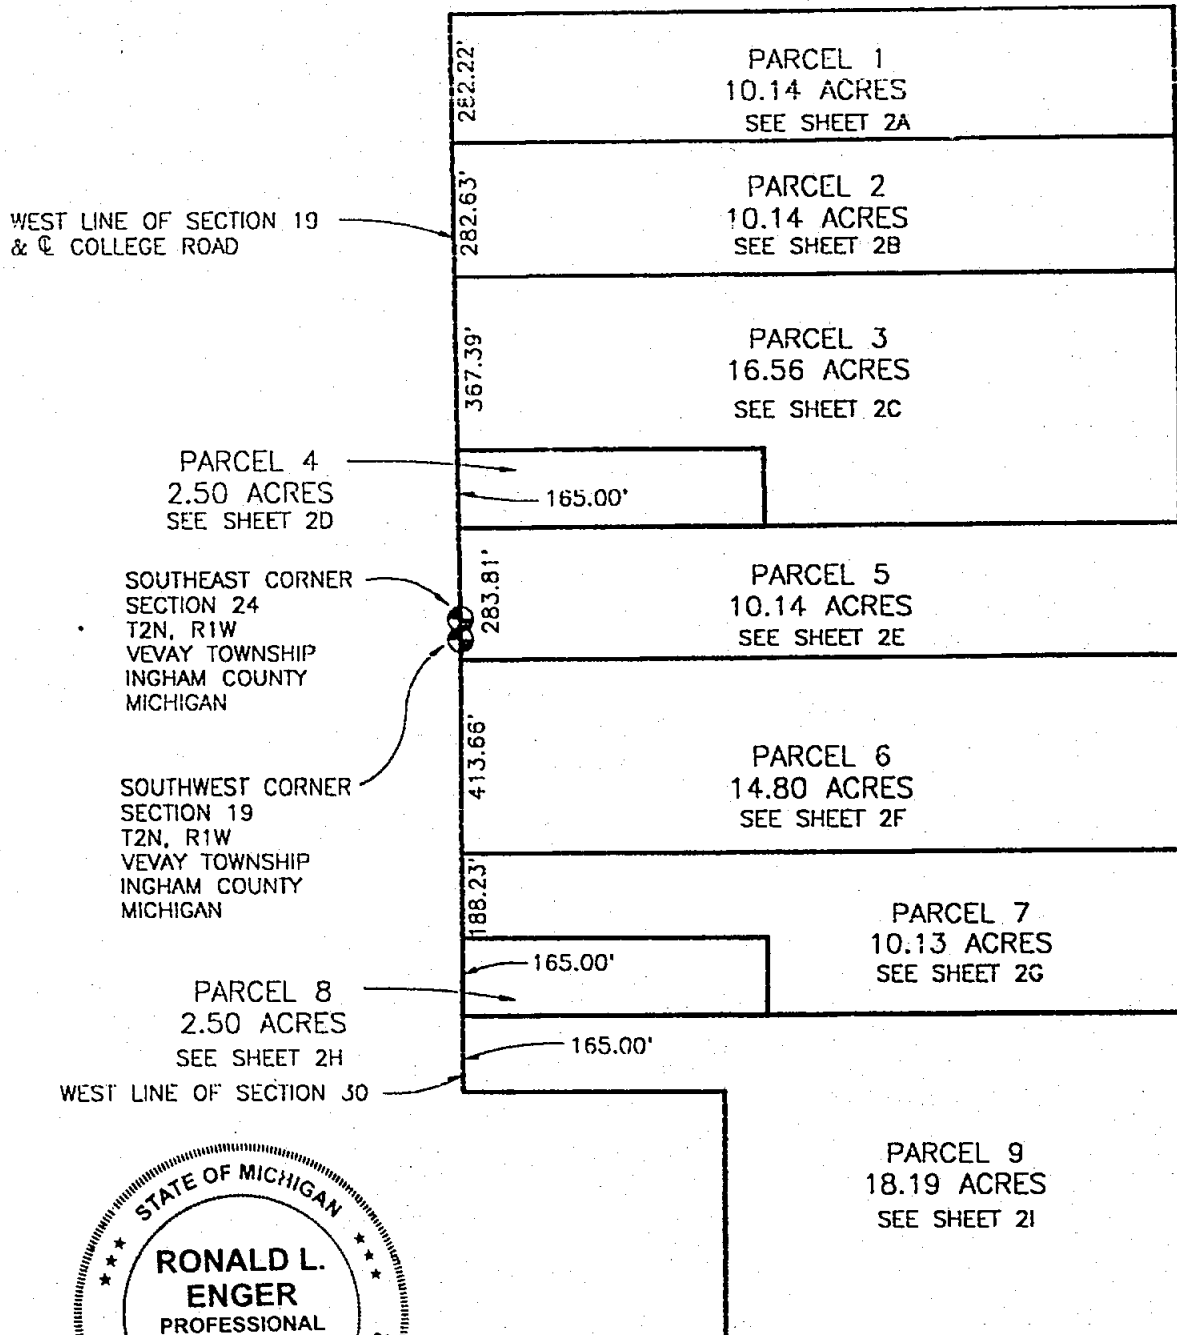 282.22'
PARCEL 1
10.14 ACRES
SEE SHEET 2A
282.63'
PARCEL 2
10.14 ACRES
SEE SHEET 2B
WEST LINE OF SECTION 19
& ℄ COLLEGE ROAD
367.39'
PARCEL 3
16.56 ACRES
SEE SHEET 2C
PARCEL 4
2.50 ACRES
SEE SHEET 2D
165.00'
SOUTHEAST CORNER
SECTION 24
T2N, R1W
VEVAY TOWNSHIP
INGHAM COUNTY
MICHIGAN
283.81'
PARCEL 5
10.14 ACRES
SEE SHEET 2E
SOUTHWEST CORNER
SECTION 19
T2N, R1W
VEVAY TOWNSHIP
INGHAM COUNTY
MICHIGAN
413.66'
PARCEL 6
14.80 ACRES
SEE SHEET 2F
188.23'
PARCEL 7
10.13 ACRES
SEE SHEET 2G
165.00'
PARCEL 8
2.50 ACRES
SEE SHEET 2H
165.00'
WEST LINE OF SECTION 30
PARCEL 9
18.19 ACRES
SEE SHEET 2I
STATE OF MICHIGAN
RONALD L.
ENGER
PROFESSIONAL